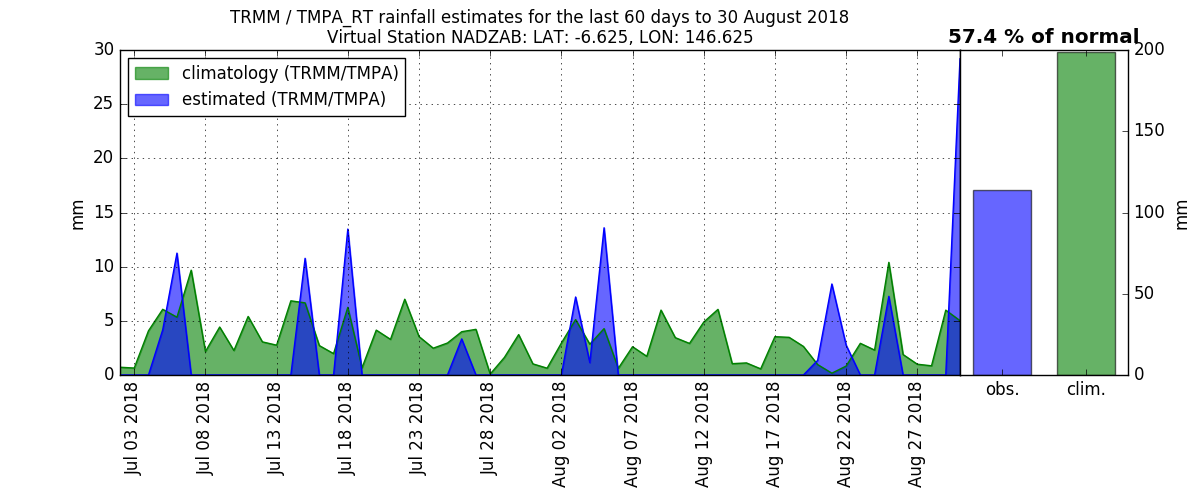 TRMM / TMPA_RT rainfall estimates for the last 60 days to 30 August 2018
Virtual Station NADZAB: LAT: -6.625, LON: 146.625
57.4 % of normal
climatology (TRMM/TMPA)
estimated (TRMM/TMPA)
30
25
20
15
10
5
0
mm
200
150
100
50
0
mm
Jul 03 2018
Jul 08 2018
Jul 13 2018
Jul 18 2018
Jul 23 2018
Jul 28 2018
Aug 02 2018
Aug 07 2018
Aug 12 2018
Aug 17 2018
Aug 22 2018
Aug 27 2018
obs.
clim.